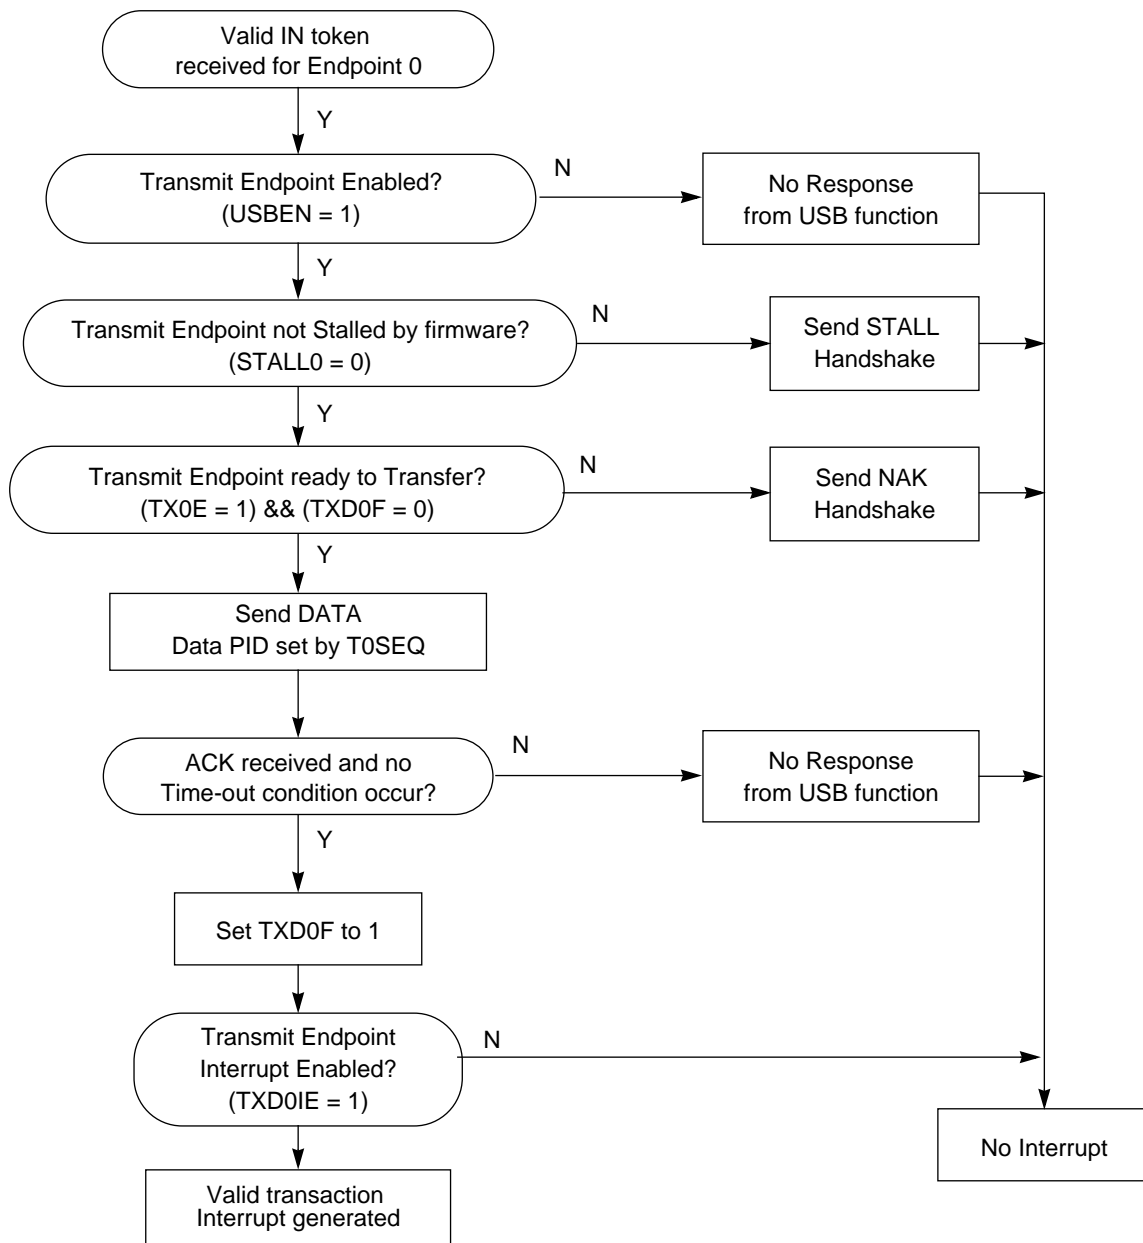 Valid IN token
received for Endpoint 0
Y
Transmit Endpoint Enabled?
(USBEN = 1)
N
No Response
from USB function
Y
Transmit Endpoint not Stalled by firmware?
(STALL0 = 0)
N
Send STALL
Handshake
Y
Transmit Endpoint ready to Transfer?
(TX0E = 1) && (TXD0F = 0)
N
Send NAK
Handshake
Y
Send DATA
Data PID set by T0SEQ
ACK received and no
Time-out condition occur?
N
No Response
from USB function
Y
Set TXD0F to 1
Transmit Endpoint
Interrupt Enabled?
(TXD0IE = 1)
N
No Interrupt
Valid transaction
Interrupt generated